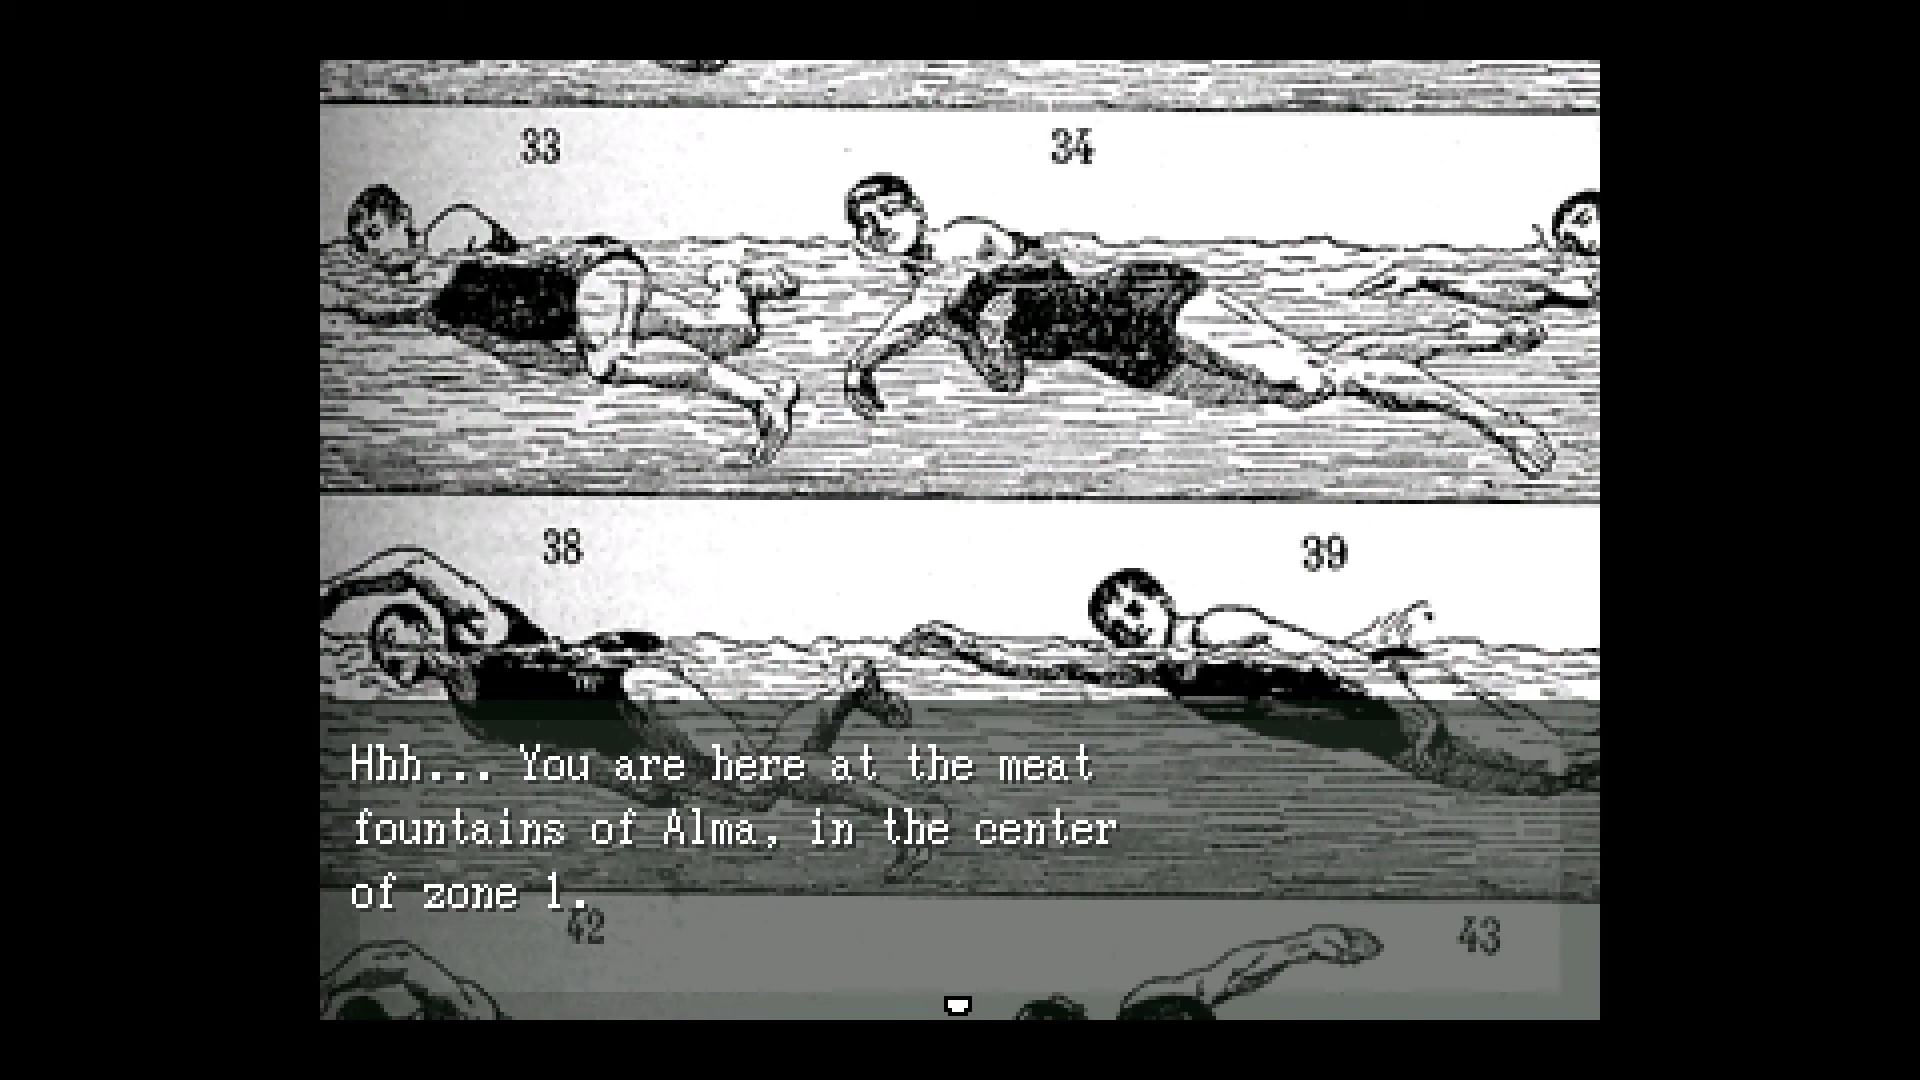 33 34
38 39
Hhh... You are here at the meat
fountains of Alma, in the center
of zone 1.
42 43